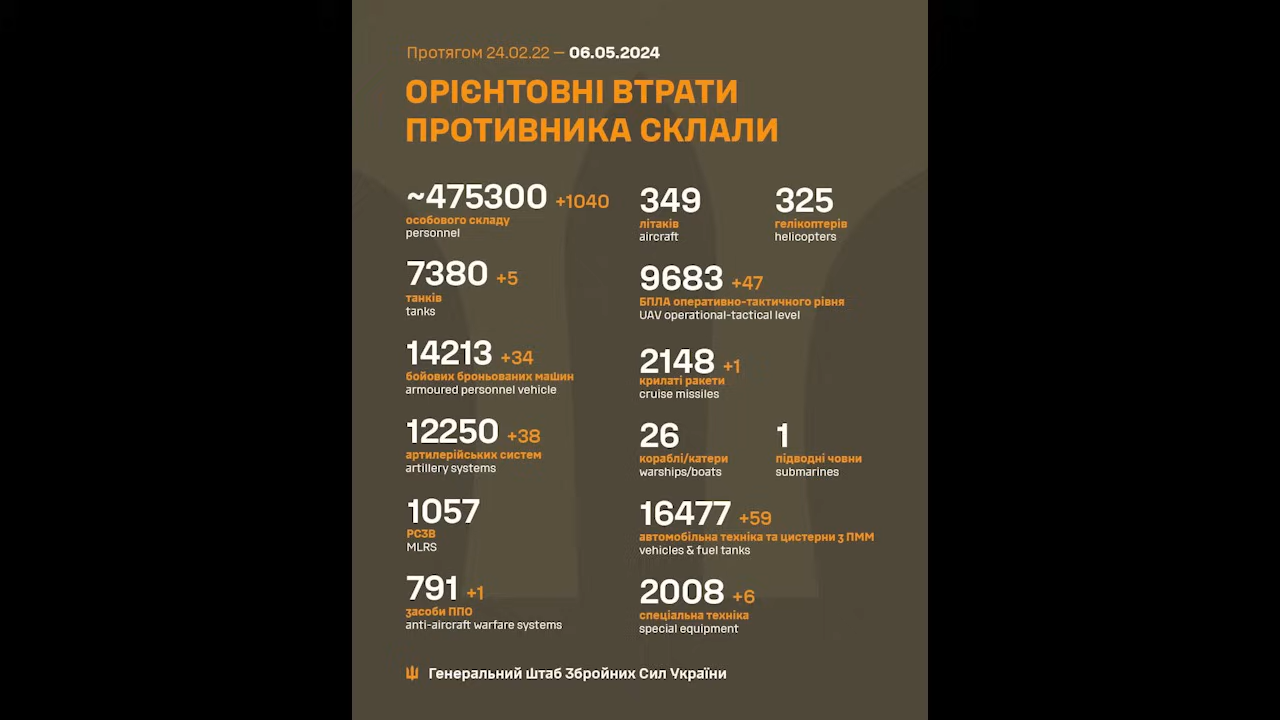 Протягом 24.02.22 — 06.05.2024
ОРІЄНТОВНІ ВТРАТИ
ПРОТИВНИКА СКЛАЛИ
~475300 +1040
особового складу
personnel
7380 +5
танків
tanks
14213 +34
бойових броньованих машин
armoured personnel vehicle
12250 +38
артилерійських систем
artillery systems
1057
РСЗВ
MLRS
791 +1
засоби ППО
anti-aircraft warfare systems
349
літаків
aircraft
325
гелікоптерів
helicopters
9683 +47
БПЛА оперативно-тактичного рівня
UAV operational-tactical level
2148 +1
крилаті ракети
cruise missiles
26
кораблі/катери
warships/boats
1
підводні човни
submarines
16477 +59
автомобільна техніка та цистерни з ПММ
vehicles & fuel tanks
2008 +6
спеціальна техніка
special equipment
Генеральний штаб Збройних Сил України